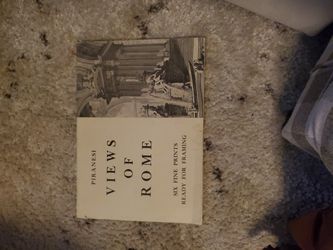 PIRANESI
VIEWS
OF
ROME
SIX FINE PRINTS
READY FOR FRAMING